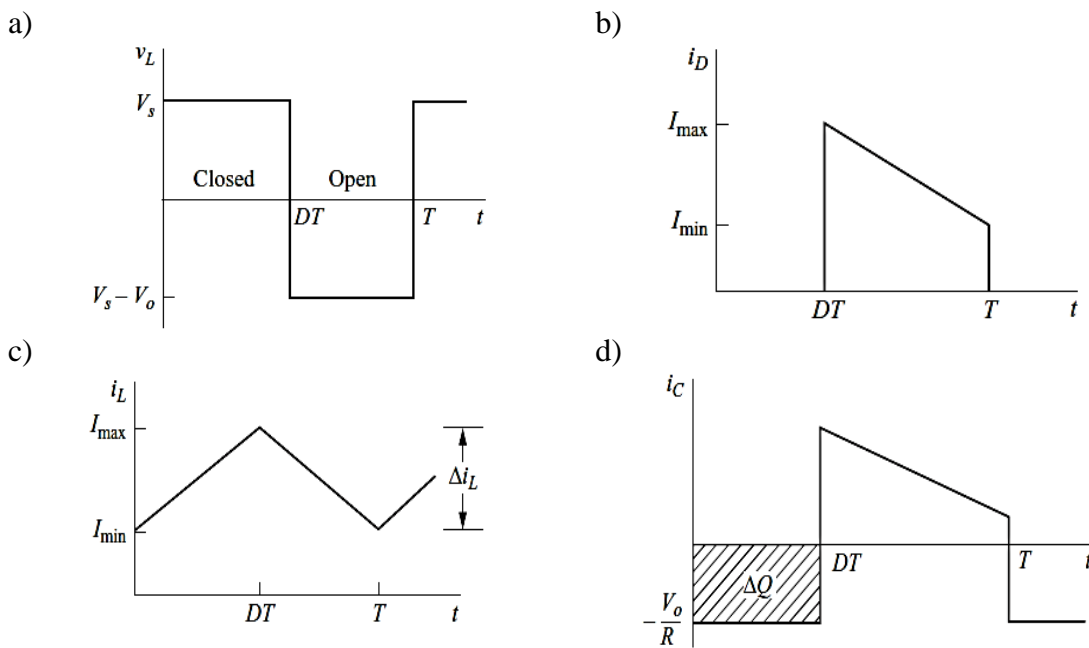 a)
v_L
V_s
Closed
Open
DT
T
t
V_s − V_o
b)
i_D
I_max
I_min
DT
T
t
c)
i_L
I_max
Δi_L
I_min
DT
T
t
d)
i_C
DT
T
t
ΔQ
−V_o/R